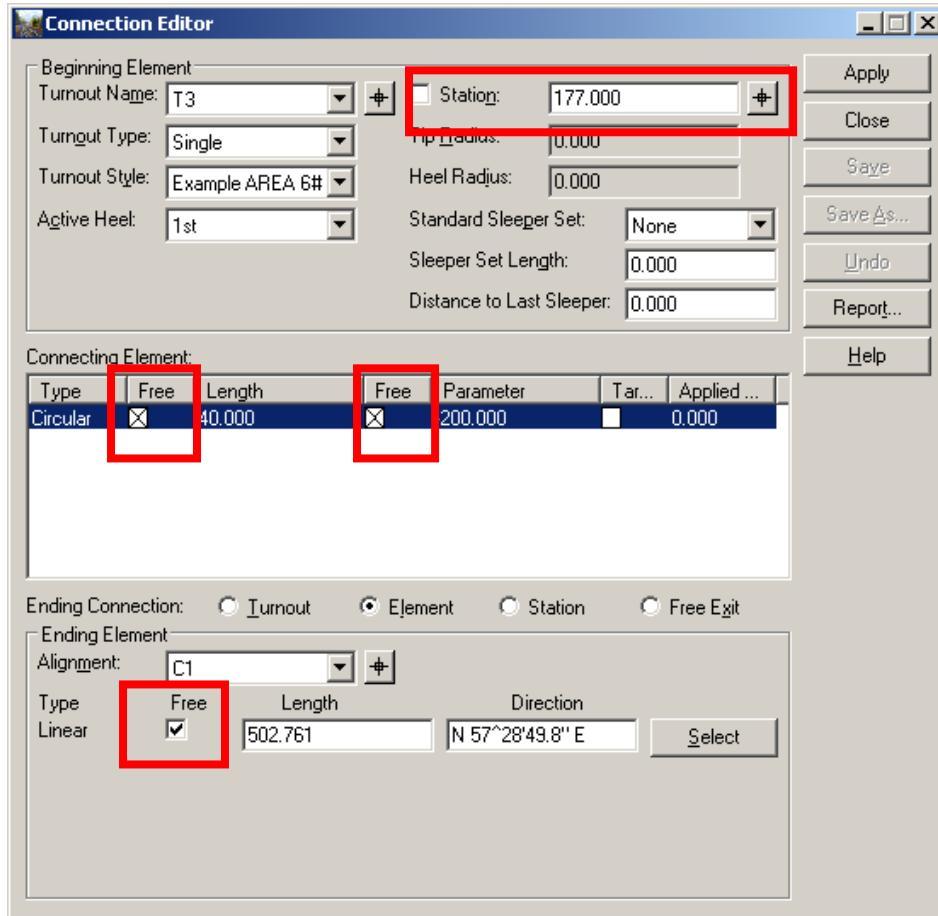 Connection Editor
Beginning Element
Turnout Name: T3
Turnout Type: Single
Turnout Style: Example AREA 6#
Active Heel: 1st
Station: 177.000
Radius: 0.000
Heel Radius: 0.000
Standard Sleeper Set: None
Sleeper Set Length: 0.000
Distance to Last Sleeper: 0.000
Apply
Close
Save
Save As...
Undo
Report...
Help
Connecting Element:
Type Free Length Free Parameter Tar... Applied ...
Circular 40.000 200.000 0.000
Ending Connection: Turnout Element Station Free Exit
Ending Element
Alignment: C1
Type Free Length Direction
Linear 502.761 N 57^28'49.8" E Select